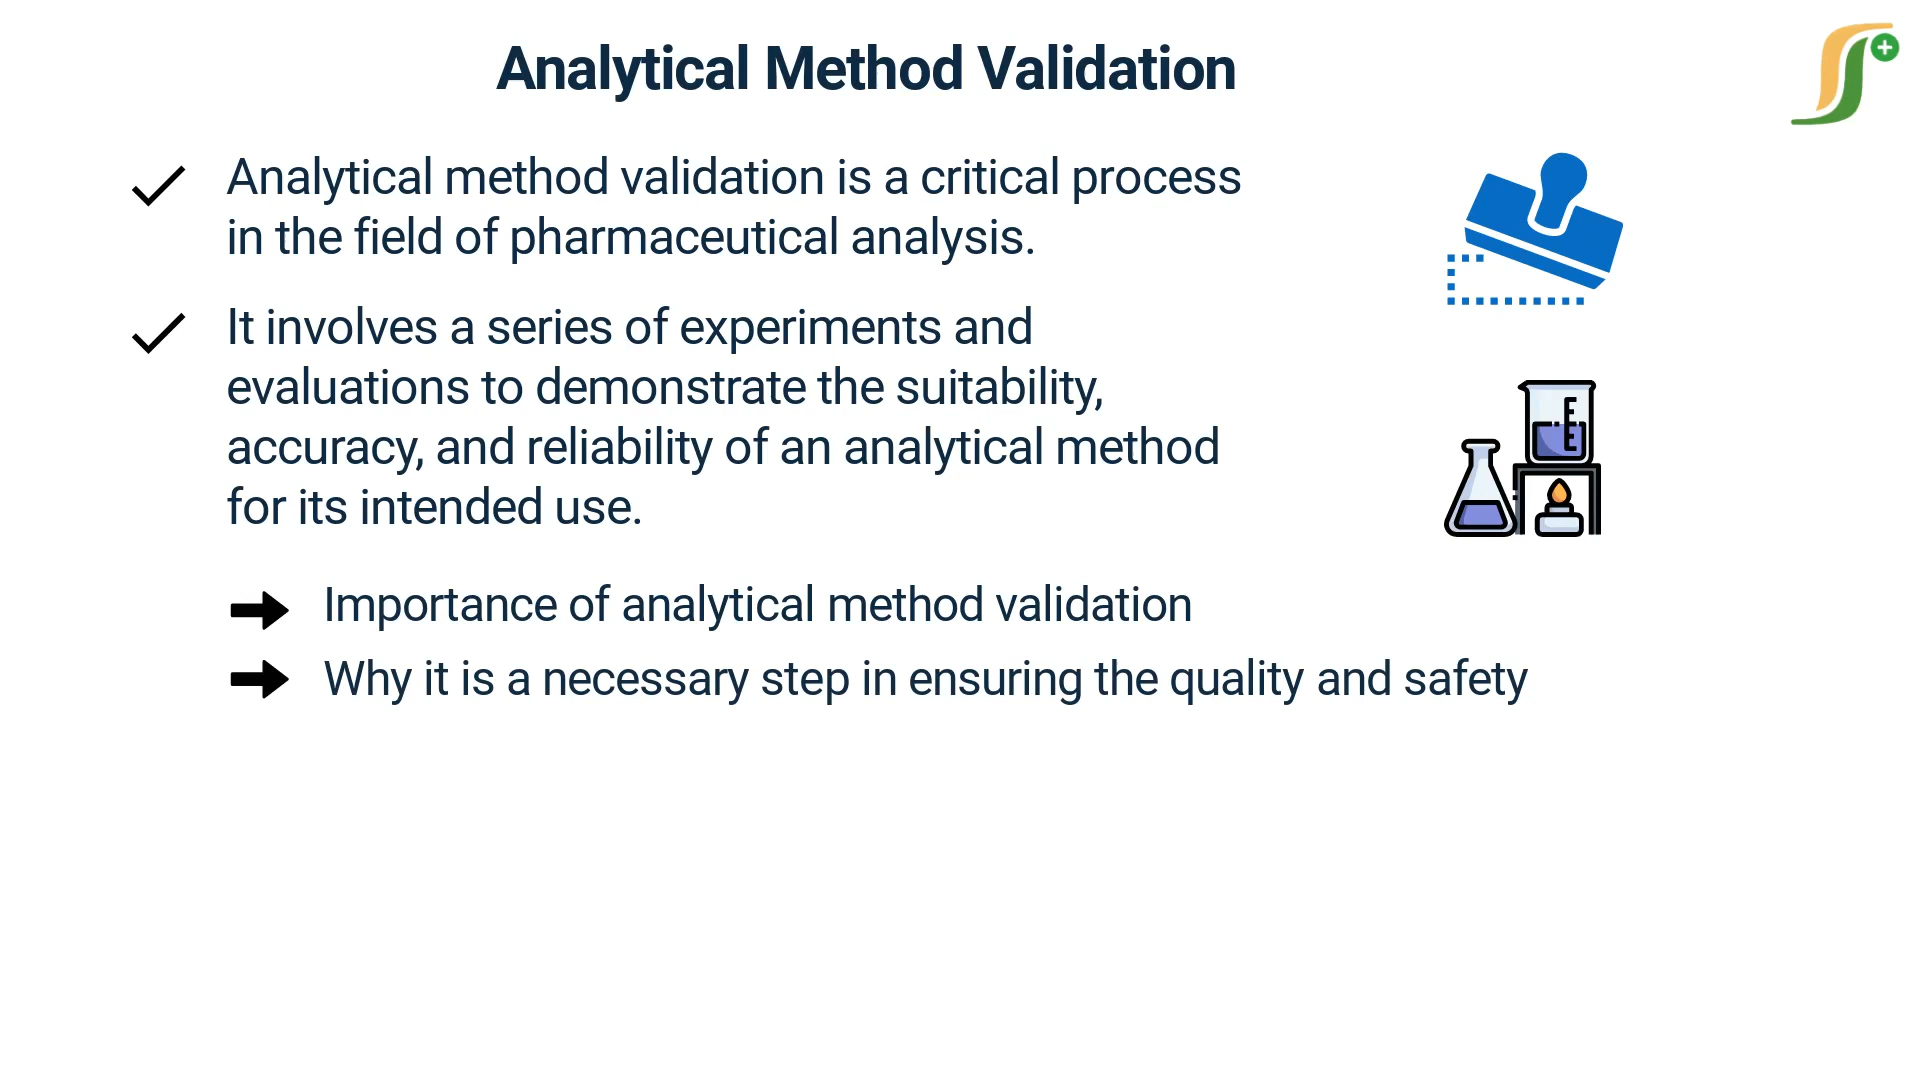 Analytical Method Validation
Analytical method validation is a critical process
in the field of pharmaceutical analysis.
It involves a series of experiments and
evaluations to demonstrate the suitability,
accuracy, and reliability of an analytical method
for its intended use.
Importance of analytical method validation
Why it is a necessary step in ensuring the quality and safety